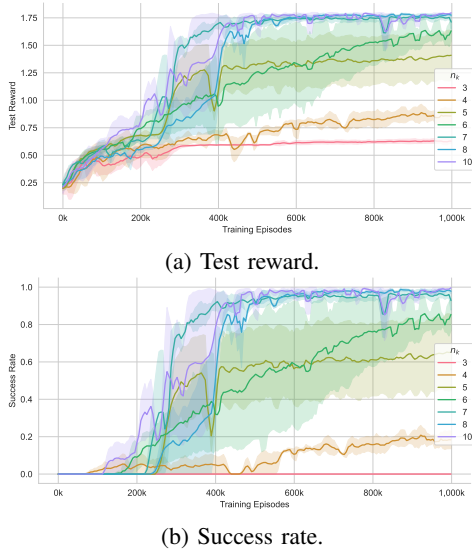 1.75
1.50
1.25
1.00
0.75
0.50
0.25
Test Reward
n_k
3
4
5
6
7
8
10
0k 200k 400k 600k 800k 1,000k
Training Episodes
(a) Test reward.
1.0
0.8
0.6
0.4
0.2
0.0
Success Rate
n_k
3
4
5
6
7
8
10
0k 200k 400k 600k 800k 1,000k
Training Episodes
(b) Success rate.